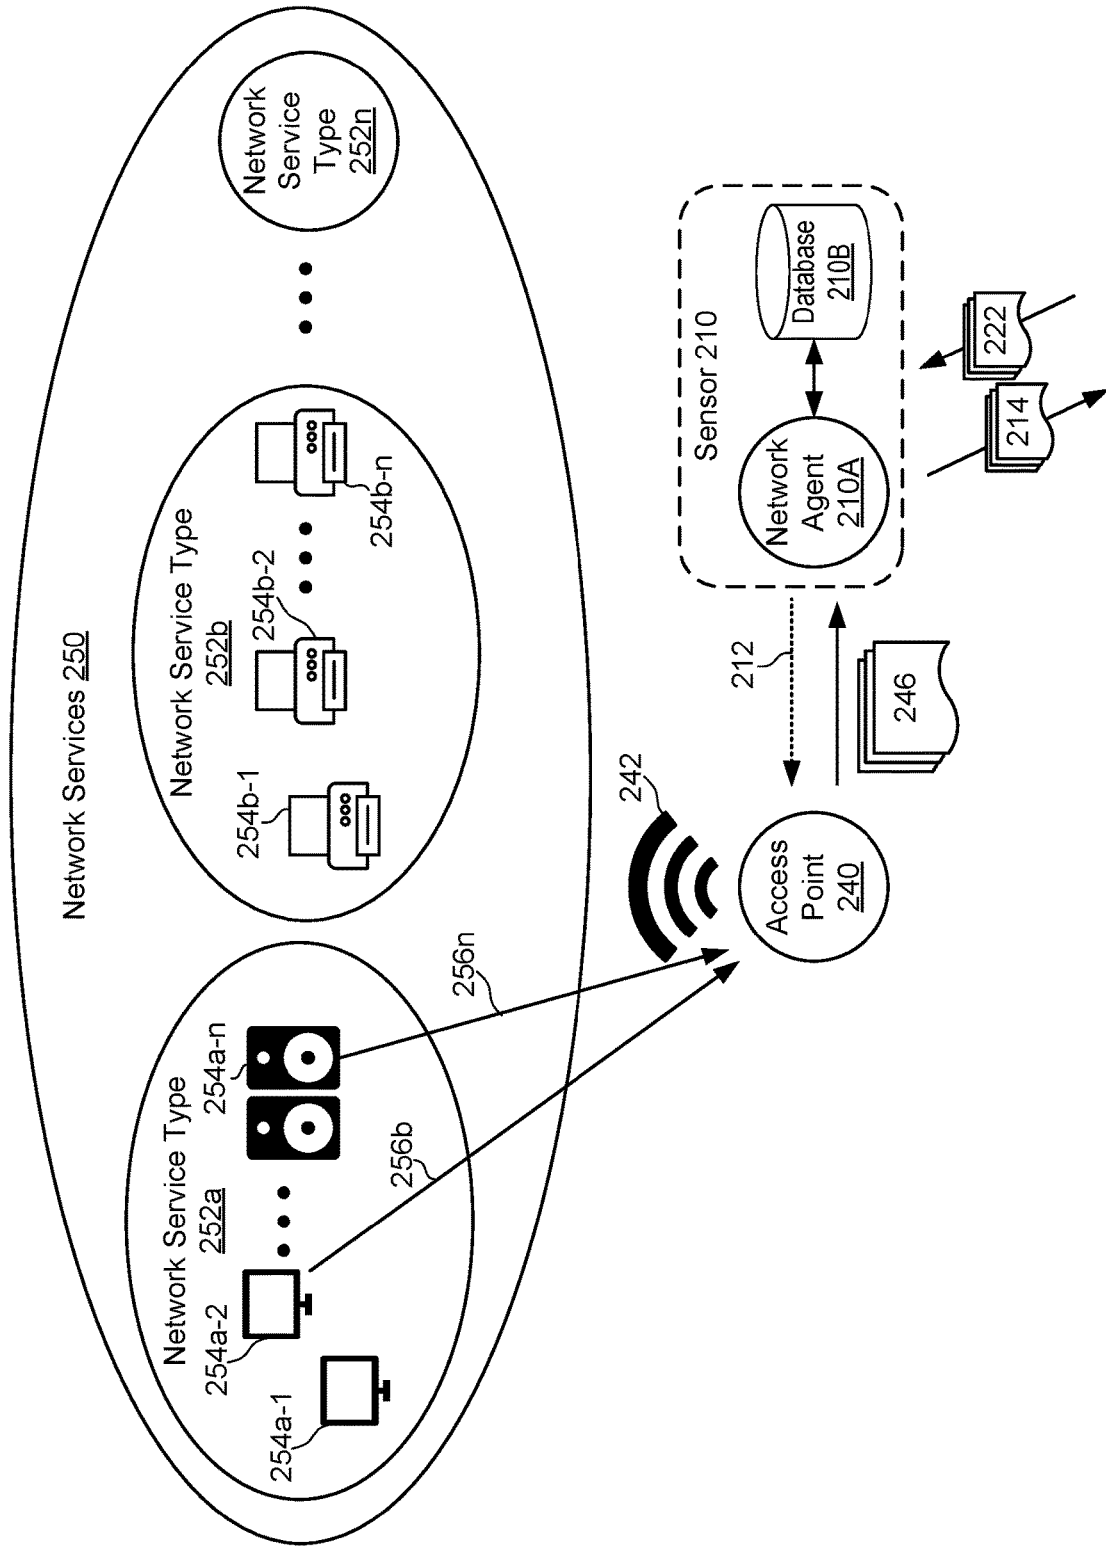 Network Services 250
Network Service Type
252a
254a-1
254a-2
254a-n
256b
256n
Network Service Type
252b
254b-1
254b-2
254b-n
Network
Service
Type
252n
242
Access
Point
240
212
246
Sensor 210
Network
Agent
210A
Database
210B
214
222